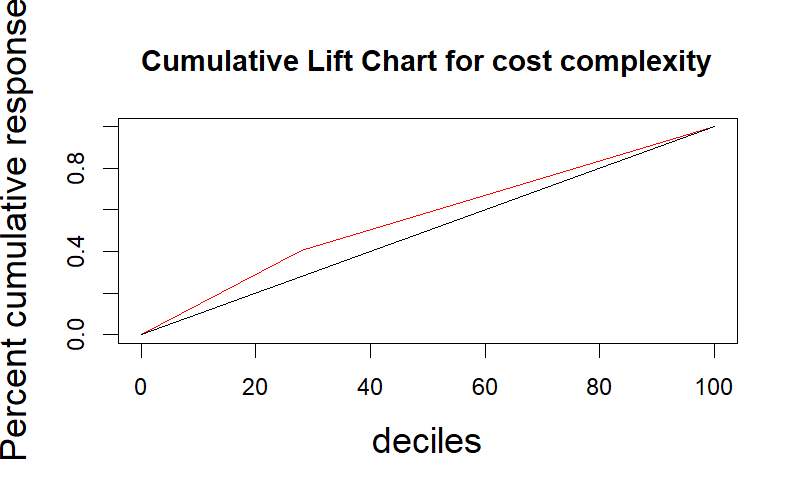 Cumulative Lift Chart for cost complexity
Percent cumulative response
0.8
0.4
0.0
0 20 40 60 80 100
deciles